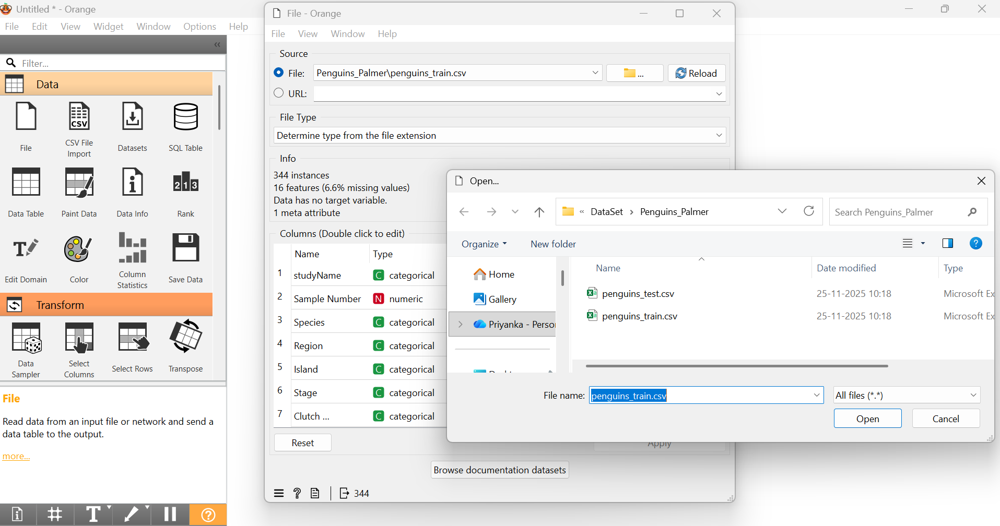 Untitled * - Orange
File Edit View Widget Window Options Help
Filter...
Data
File
CSV
CSV File
Import
Datasets
SQL Table
Data Table
Paint Data
Data Info
2 1 3
Rank
Edit Domain
Color
Column
Statistics
Save Data
Transform
Data
Sampler
Select
Columns
Select Rows
Transpose
File
Read data from an input file or network and send a
data table to the output.
more...
File - Orange
File View Window Help
Source
File: Penguins_Palmer\penguins_train.csv ... Reload
URL:
File Type
Determine type from the file extension
Info
344 instances
16 features (6.6% missing values)
Data has no target variable.
1 meta attribute
Columns (Double click to edit)
Name Type
1 studyName C categorical
2 Sample Number N numeric
3 Species C categorical
4 Region C categorical
5 Island C categorical
6 Stage C categorical
7 Clutch ... C categorical
Reset
Apply
Browse documentation datasets
344
Open...
« DataSet > Penguins_Palmer
Search Penguins_Palmer
Organize New folder
Home
Gallery
Priyanka - Perso
Name Date modified Type
penguins_test.csv 25-11-2025 10:18 Microsoft Ex
penguins_train.csv 25-11-2025 10:18 Microsoft Ex
File name: penguins_train.csv All files (*.*)
Open Cancel